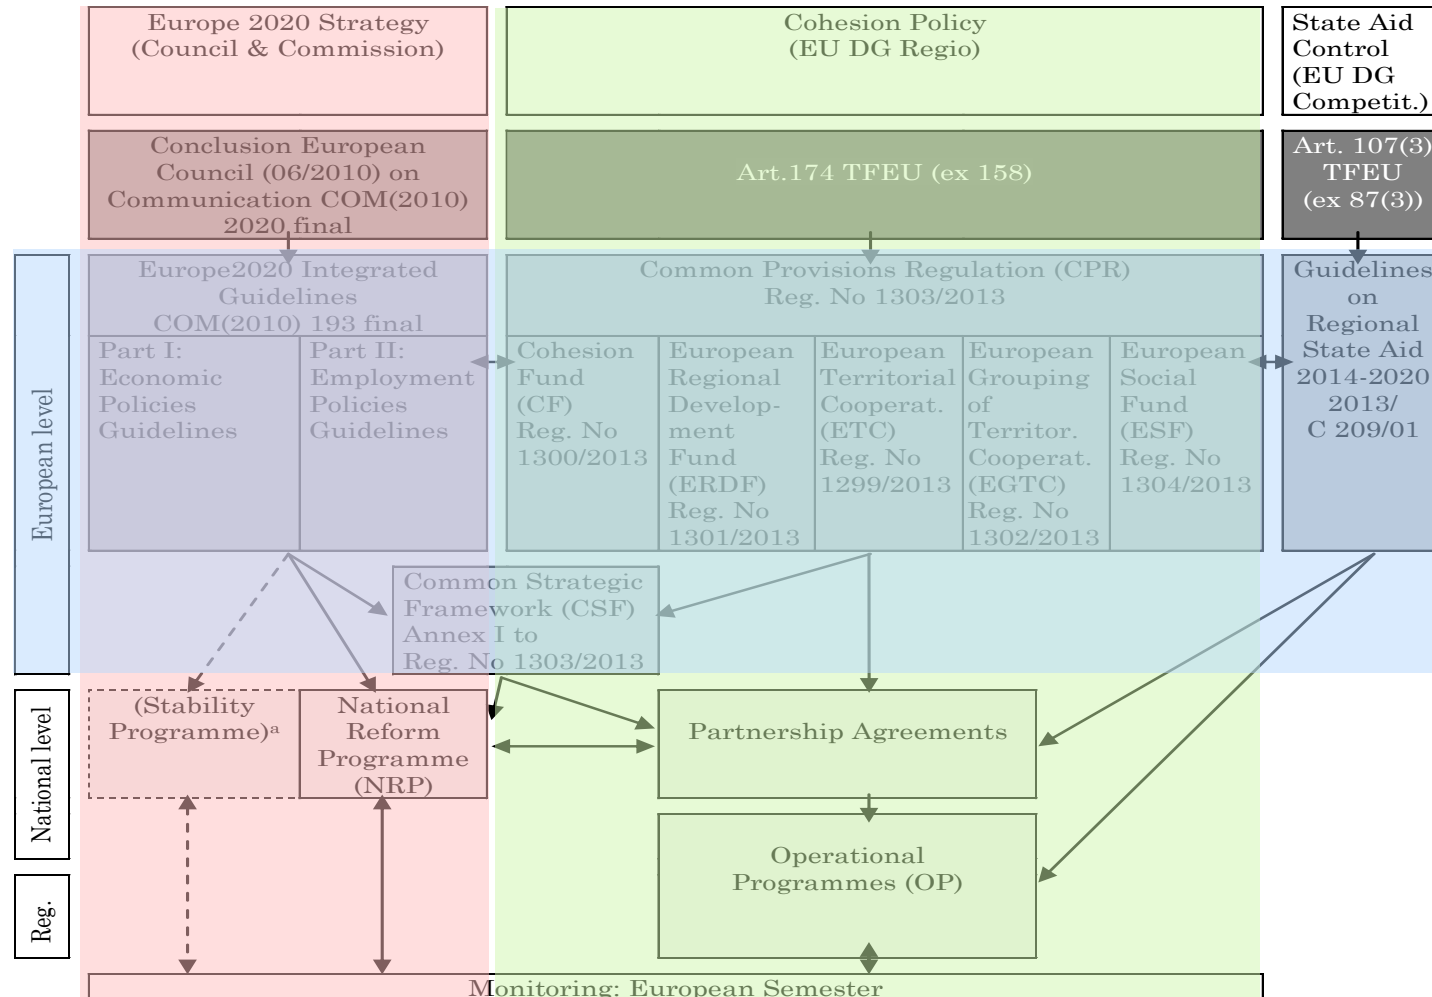 Europe 2020 Strategy
(Council & Commission)
Cohesion Policy
(EU DG Regio)
State Aid
Control
(EU DG
Competit.)
Conclusion European
Council (06/2010) on
Communication COM(2010)
2020 final
Art.174 TFEU (ex 158)
Art. 107(3)
TFEU
(ex 87(3))
European level
Europe2020 Integrated
Guidelines
COM(2010) 193 final
Common Provisions Regulation (CPR)
Reg. No 1303/2013
Guidelines
on
Regional
State Aid
2014-2020
2013/
C 209/01
Part I:
Economic
Policies
Guidelines
Part II:
Employment
Policies
Guidelines
Cohesion
Fund
(CF)
Reg. No
1300/2013
European
Regional
Develop-
ment
Fund
(ERDF)
Reg. No
1301/2013
European
Territorial
Cooperat.
(ETC)
Reg. No
1299/2013
European
Grouping
of
Territor.
Cooperat.
(EGTC)
Reg. No
1302/2013
European
Social
Fund
(ESF)
Reg. No
1304/2013
Common Strategic
Framework (CSF)
Annex I to
Reg. No 1303/2013
National level
(Stability
Programme)ᵃ
National
Reform
Programme
(NRP)
Partnership Agreements
Operational
Programmes (OP)
Reg.
Monitoring: European Semester